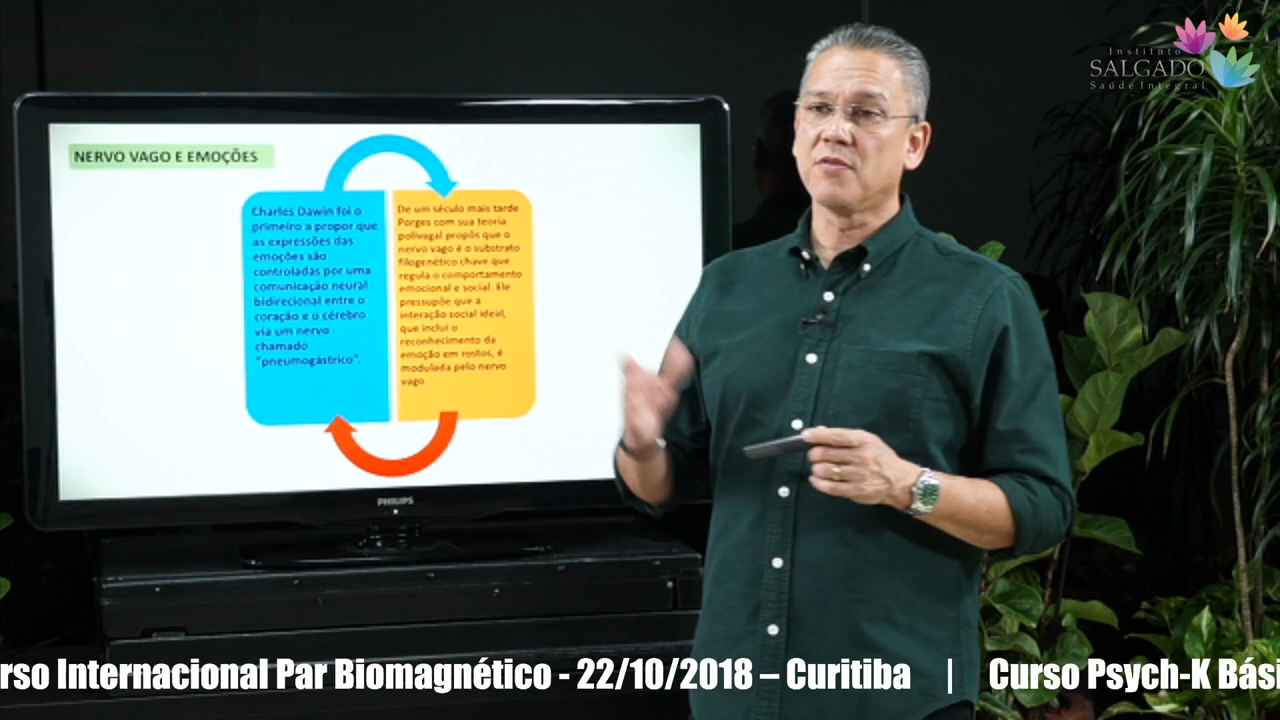 Instituto
SALGADO
Saúde Integral
NERVO VAGO E EMOÇÕES
Charles Dawin foi o
primeiro a propor que
as expressões das
emoções são
controladas por uma
comunicação neural
bidirecional entre o
coração e o cérebro
via um nervo
chamado
"pneumogástrico".
De um século mais tarde
Porges com sua teoria
polivagal propôs que o
nervo vago é o substrato
filogenético chave que
regula o comportamento
emocional e social. Ele
pressupõe que a
interação social ideal,
que inclui o
reconhecimento da
emoção em rostos, é
modulada pelo nervo
vago
PHILIPS
rso Internacional Par Biomagnético - 22/10/2018 – Curitiba | Curso Psych-K Bási